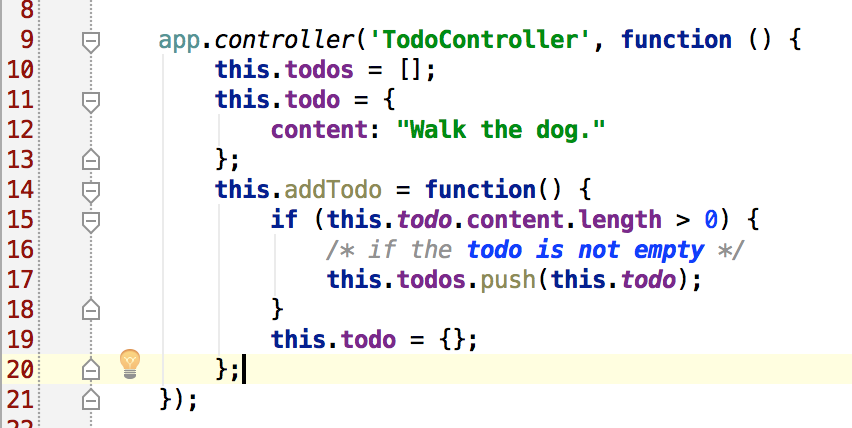 8
9 app.controller('TodoController', function () {
10 this.todos = [];
11 this.todo = {
12 content: "Walk the dog."
13 };
14 this.addTodo = function() {
15 if (this.todo.content.length > 0) {
16 /* if the todo is not empty */
17 this.todos.push(this.todo);
18 }
19 this.todo = {};
20 };
21 });
22